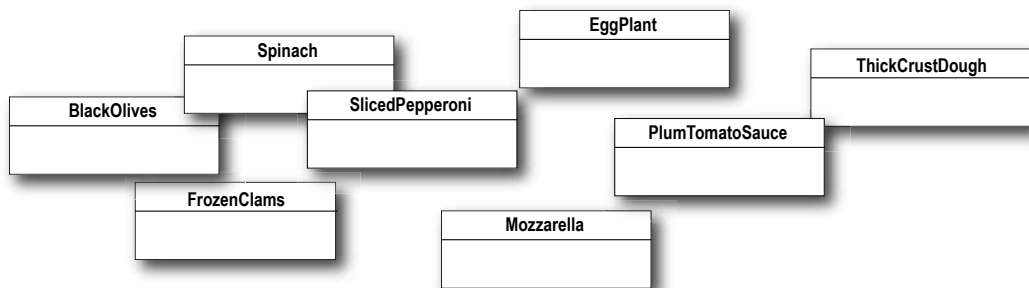 EggPlant
Spinach
ThickCrustDough
BlackOlives
SlicedPepperoni
PlumTomatoSauce
FrozenClams
Mozzarella